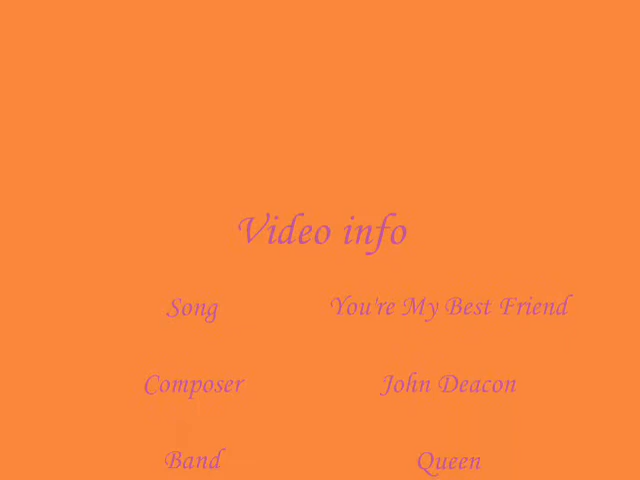 Video info
Song You're My Best Friend
Composer John Deacon
Band Queen